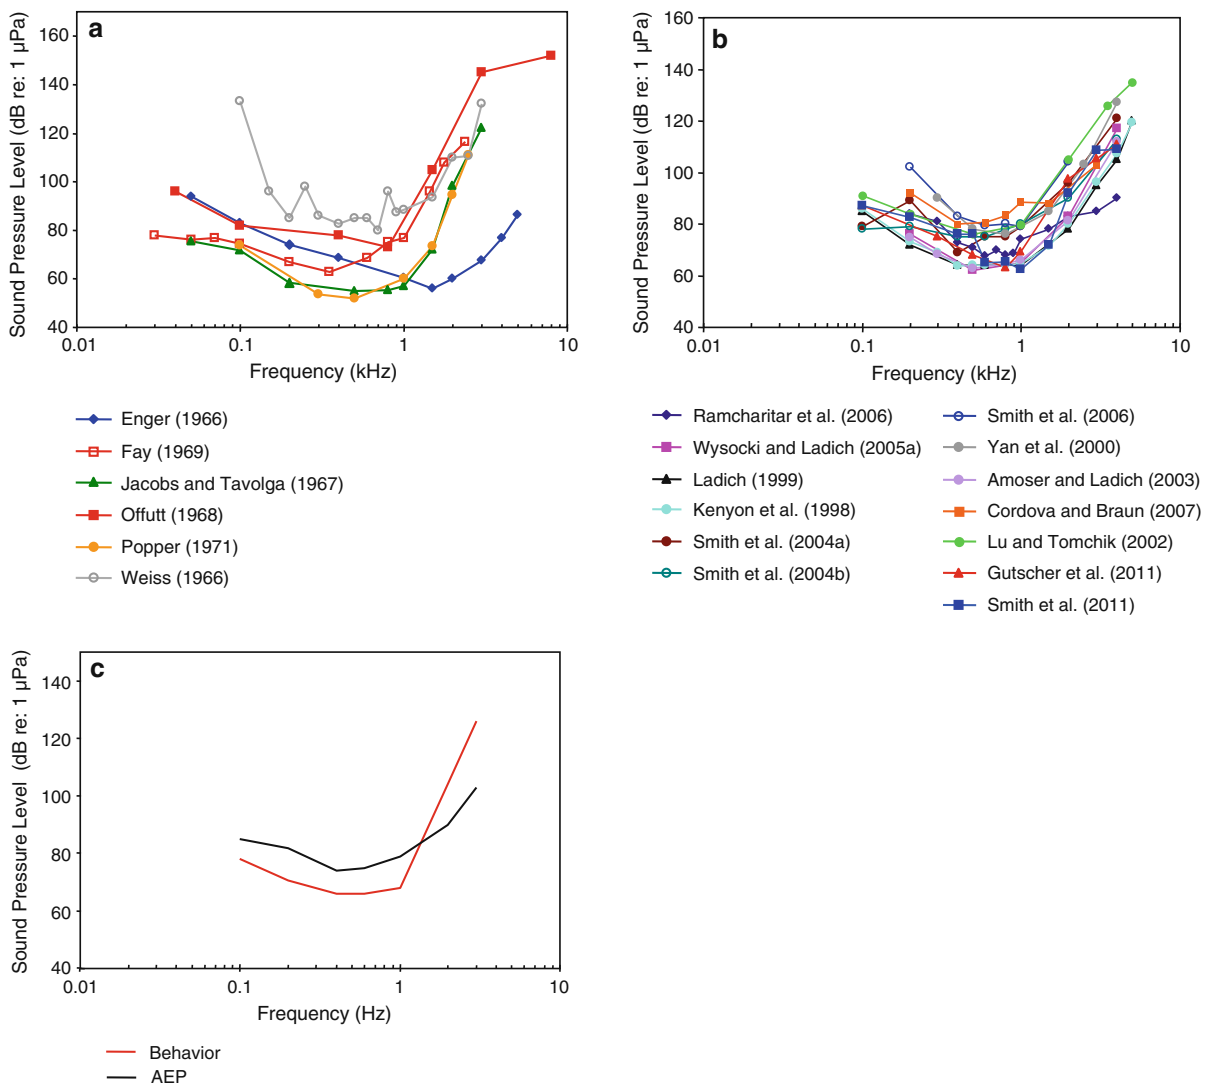 a
Sound Pressure Level (dB re: 1 µPa)
160
140
120
100
80
60
40
0.01
0.1
1
10
Frequency (kHz)
Enger (1966)
Fay (1969)
Jacobs and Tavolga (1967)
Offutt (1968)
Popper (1971)
Weiss (1966)
b
Sound Pressure Level (dB re: 1 µPa)
160
140
120
100
80
60
40
0.01
0.1
1
10
Frequency (kHz)
Ramcharitar et al. (2006)
Wysocki and Ladich (2005a)
Ladich (1999)
Kenyon et al. (1998)
Smith et al. (2004a)
Smith et al. (2004b)
Smith et al. (2006)
Yan et al. (2000)
Amoser and Ladich (2003)
Cordova and Braun (2007)
Lu and Tomchik (2002)
Gutscher et al. (2011)
Smith et al. (2011)
c
Sound Pressure Level (dB re: 1 µPa)
140
120
100
80
60
40
0.01
0.1
1
10
Frequency (Hz)
Behavior
AEP